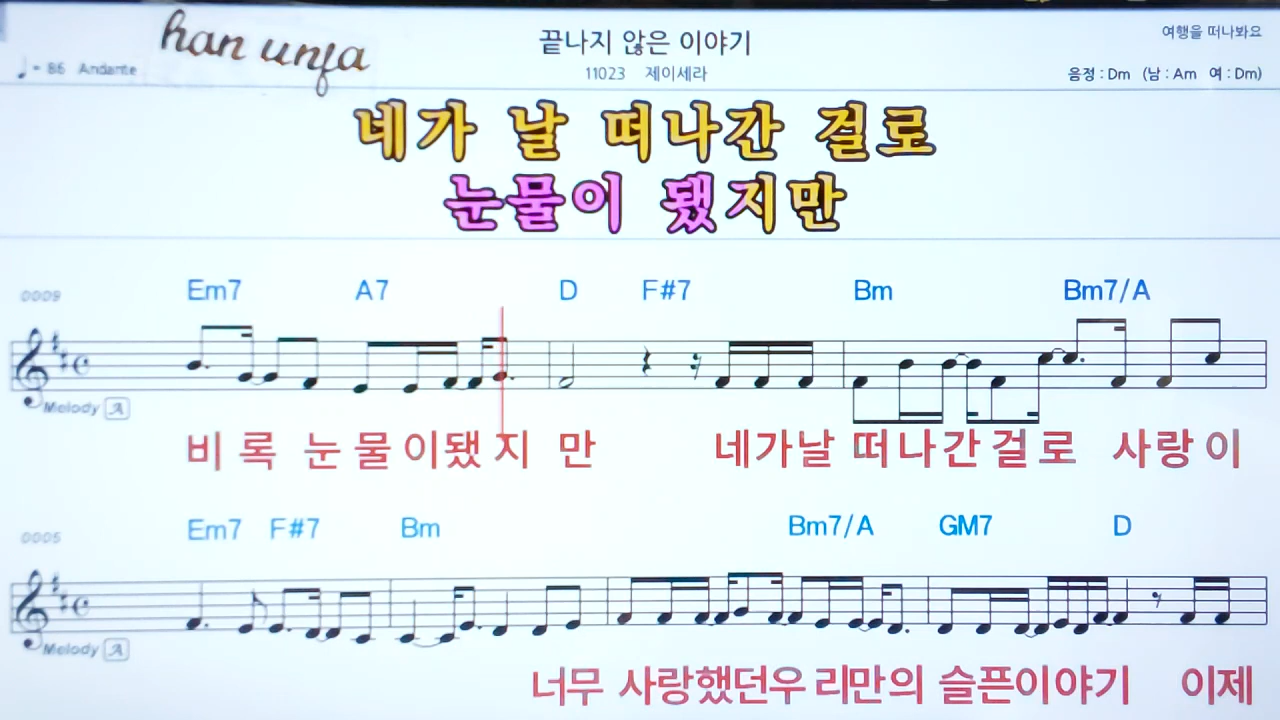 han unfa
끝나지 않은 이야기
여행을 떠나봐요
♩= 86 Andante
11023 제이세라
음정 : Dm (남 : Am 여 : Dm)
네가 날 떠나간 걸로
눈물이 됐지만
0009 Em7 A7 D F#7 Bm Bm7/A
Melody A
비 록 눈 물 이 됐 지 만 네 가 날 떠 나 간 걸 로 사 랑 이
0005 Em7 F#7 Bm Bm7/A GM7 D
Melody A
너무 사랑했던우 리만의 슬픈이야기 이제